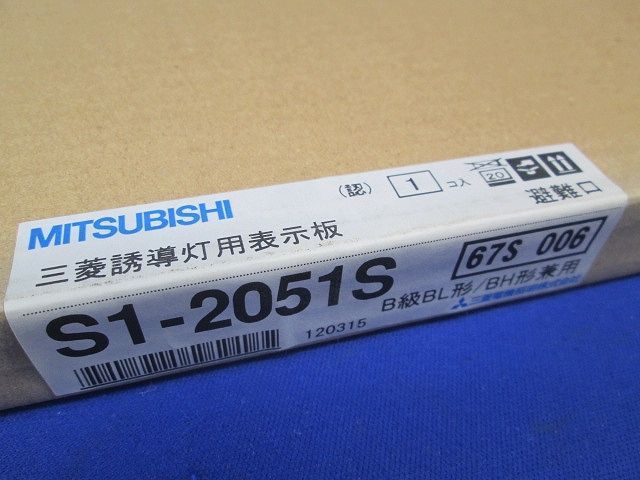 MITSUBISHI
(認) 1 コ入
20
三菱誘導灯用表示板
避難口
S1-2051S
67S 006
B級BL形/BH形兼用
120315